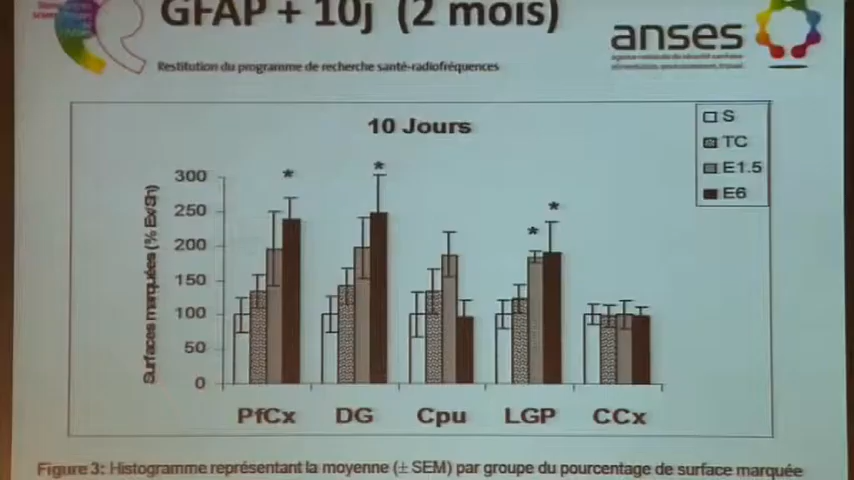 GFAP + 10j (2 mois)
anses
Restitution du programme de recherche santé-radiofréquences
10 Jours
S
TC
E1.5
E6
Surfaces marquées (% Ex/Sh)
300
250
200
150
100
50
0
* * * *
PfCx DG Cpu LGP CCx
Figure 3: Histogramme représentant la moyenne (± SEM) par groupe du pourcentage de surface marquée